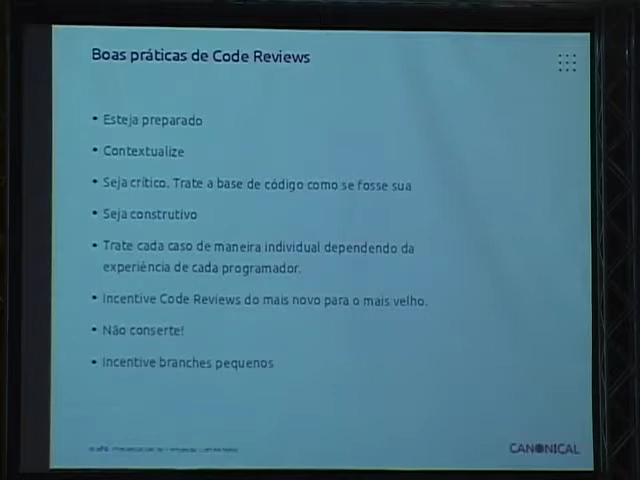 Boas práticas de Code Reviews
• Esteja preparado
• Contextualize
• Seja crítico. Trate a base de código como se fosse sua
• Seja construtivo
• Trate cada caso de maneira individual dependendo da
experiência de cada programador.
• Incentive Code Reviews do mais novo para o mais velho.
• Não conserte!
• Incentive branches pequenos
CANONICAL